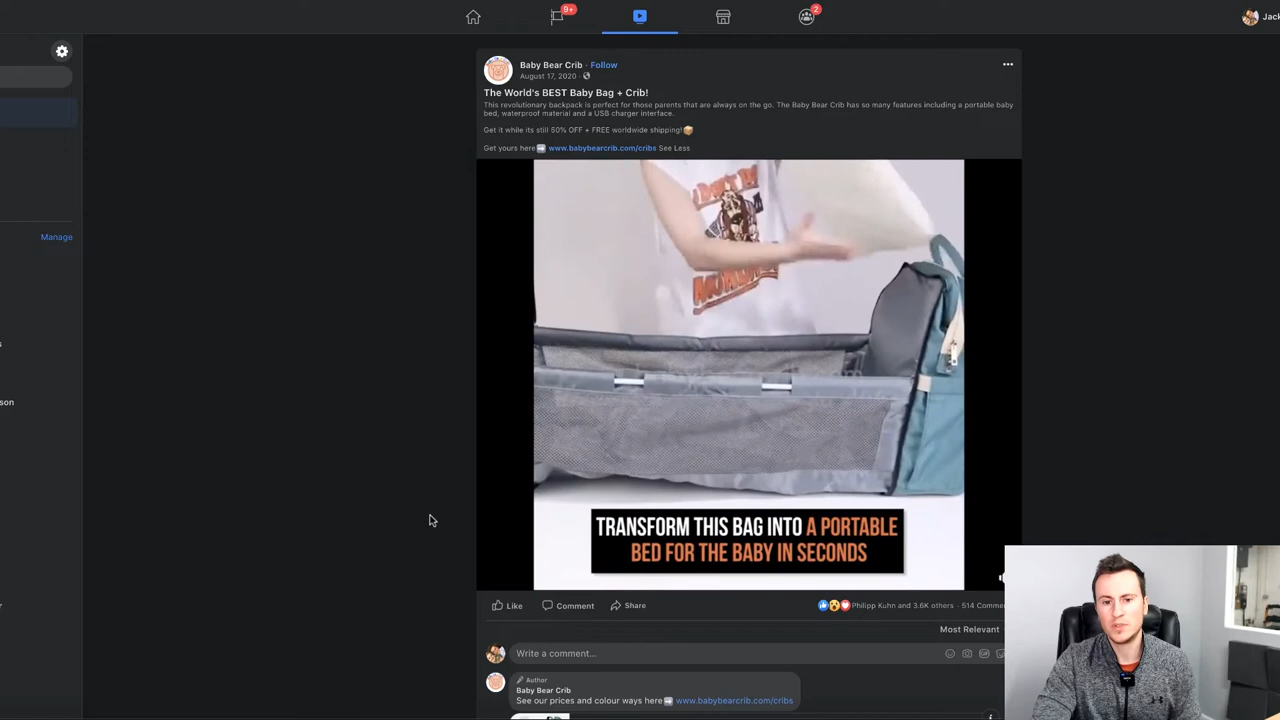 9+
2
Jack
Baby Bear Crib · Follow
August 17, 2020 ·
Manage
The World's BEST Baby Bag + Crib!
This revolutionary backpack is perfect for those parents that are always on the go. The Baby Bear Crib has so many features including a portable baby
bed, waterproof material and a USB charger interface.
Get it while its still 50% OFF + FREE worldwide shipping!📦
Get yours here➡ www.babybearcrib.com/cribs See Less
TRANSFORM THIS BAG INTO A PORTABLE
BED FOR THE BABY IN SECONDS
son
Like
Comment
Share
Philipp Kuhn and 3.6K others · 514 Comme
Most Relevant
Write a comment...
Author
Baby Bear Crib
See our prices and colour ways here➡ www.babybearcrib.com/cribs